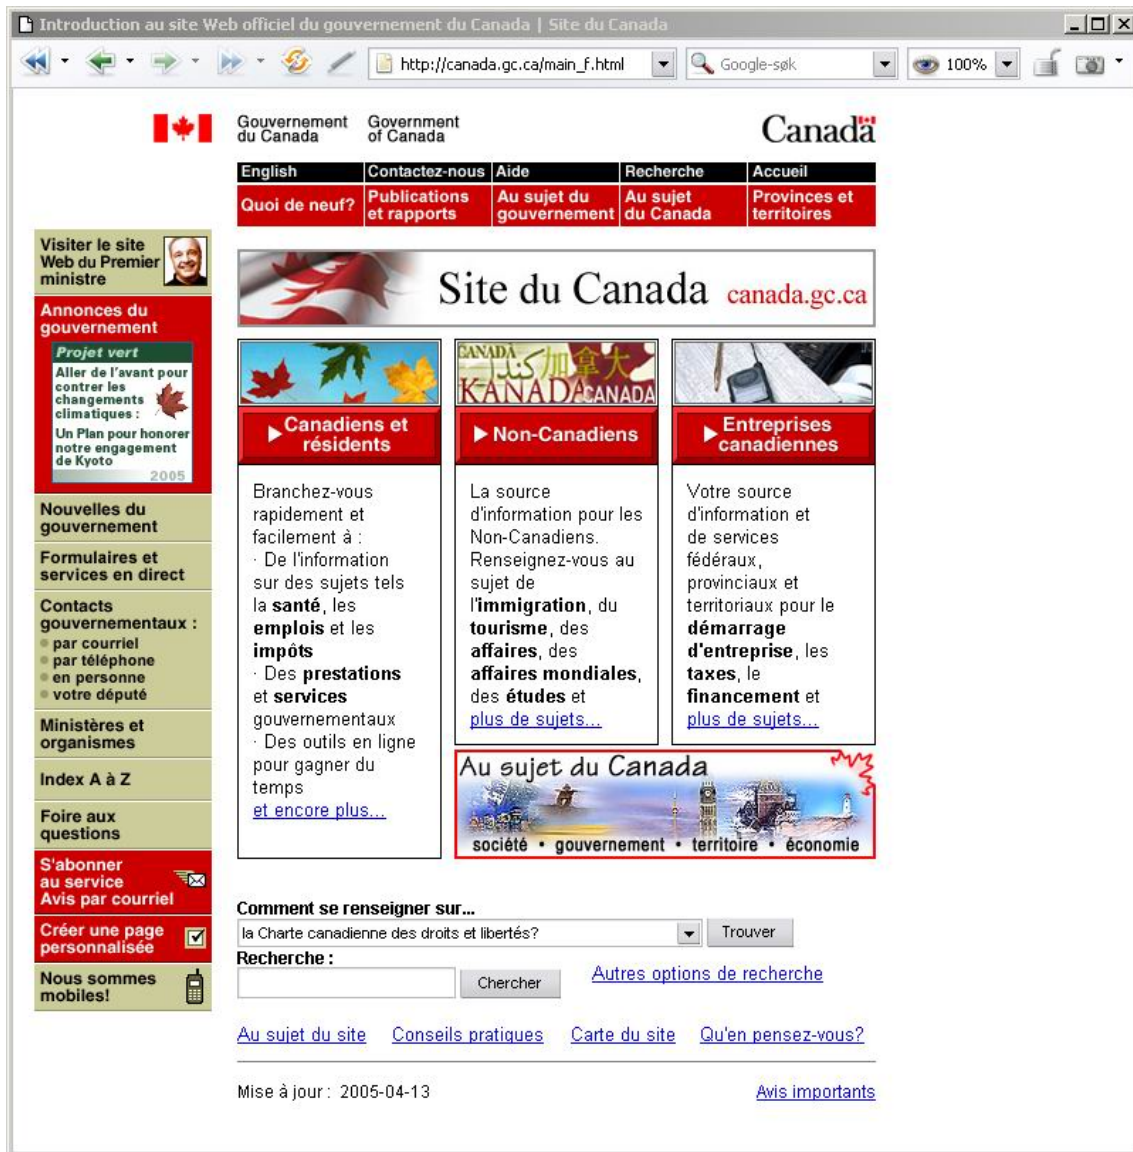 Introduction au site Web officiel du gouvernement du Canada | Site du Canada
http://canada.gc.ca/main_f.html
Google-søk
100%
Gouvernement
du Canada
Government
of Canada
Canada
English
Contactez-nous
Aide
Recherche
Accueil
Quoi de neuf?
Publications
et rapports
Au sujet du
gouvernement
Au sujet
du Canada
Provinces et
territoires
Visiter le site
Web du Premier
ministre
Annonces du
gouvernement
Projet vert
Aller de l'avant pour
contrer les
changements
climatiques :
Un Plan pour honorer
notre engagement
de Kyoto
2005
Nouvelles du
gouvernement
Formulaires et
services en direct
Contacts
gouvernementaux :
par courriel
par téléphone
en personne
votre député
Ministères et
organismes
Index A à Z
Foire aux
questions
S'abonner
au service
Avis par courriel
Créer une page
personnalisée
Nous sommes
mobiles!
Site du Canada canada.gc.ca
Canadiens et
résidents
Branchez-vous
rapidement et
facilement à :
· De l'information
sur des sujets tels
la santé, les
emplois et les
impôts
· Des prestations
et services
gouvernementaux
· Des outils en ligne
pour gagner du
temps
et encore plus...
CANADÁ
加拿大
KANADA
CANADA
Non-Canadiens
La source
d'information pour les
Non-Canadiens.
Renseignez-vous au
sujet de
l'immigration, du
tourisme, des
affaires, des
affaires mondiales,
des études et
plus de sujets...
Entreprises
canadiennes
Votre source
d'information et
de services
fédéraux,
provinciaux et
territoriaux pour le
démarrage
d'entreprise, les
taxes, le
financement et
plus de sujets...
Au sujet du Canada
société • gouvernement • territoire • économie
Comment se renseigner sur...
la Charte canadienne des droits et libertés?
Trouver
Recherche :
Chercher
Autres options de recherche
Au sujet du site
Conseils pratiques
Carte du site
Qu'en pensez-vous?
Mise à jour : 2005-04-13
Avis importants